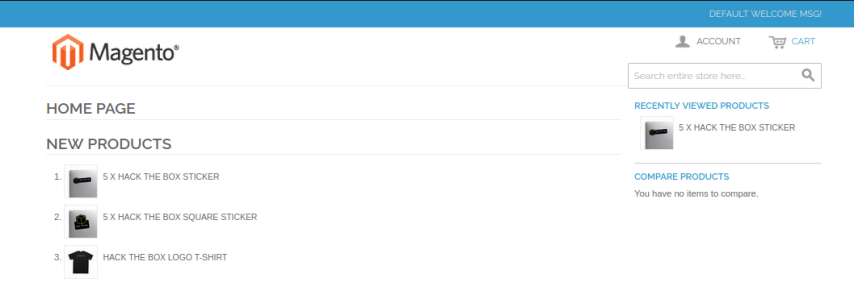 DEFAULT WELCOME MSG!
Magento®
ACCOUNT
CART
Search entire store here...
HOME PAGE
NEW PRODUCTS
1. 5 X HACK THE BOX STICKER
2. 5 X HACK THE BOX SQUARE STICKER
3. HACK THE BOX LOGO T-SHIRT
RECENTLY VIEWED PRODUCTS
5 X HACK THE BOX STICKER
COMPARE PRODUCTS
You have no items to compare.